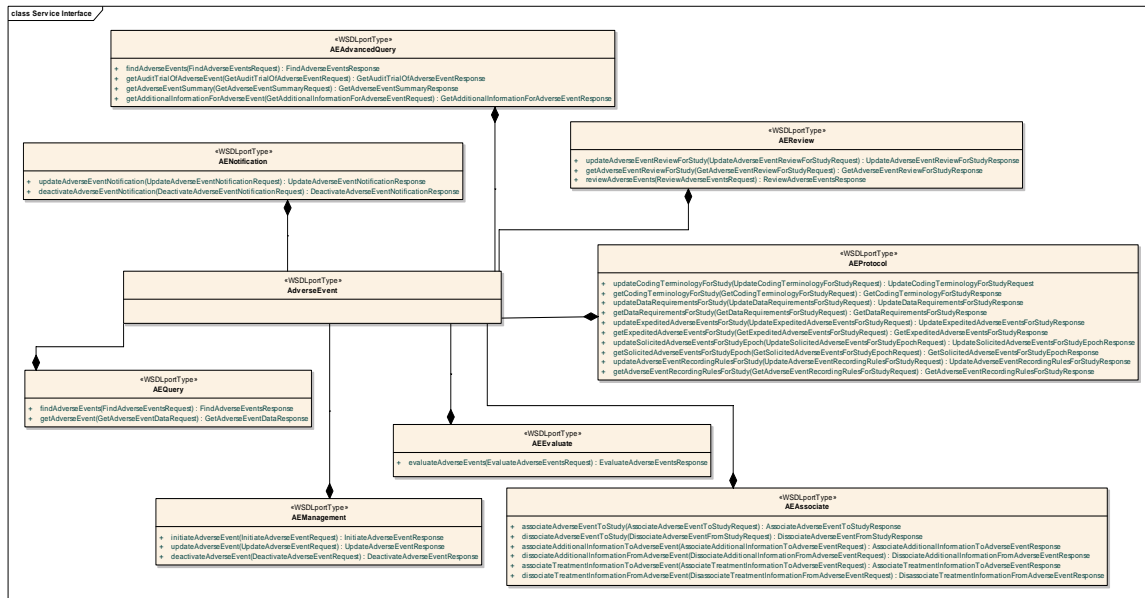 class Service Interface
«WSDLportType»
AEAdvancedQuery
+ findAdverseEvents(FindAdverseEventsRequest) : FindAdverseEventsResponse
+ getAuditTrialOfAdverseEvent(GetAuditTrialOfAdverseEventRequest) : GetAuditTrialOfAdverseEventResponse
+ getAdverseEventSummary(GetAdverseEventSummaryRequest) : GetAdverseEventSummaryResponse
+ getAdditionalInformationForAdverseEvent(GetAdditionalInformationForAdverseEventRequest) : GetAdditionalInformationForAdverseEventResponse
«WSDLportType»
AEReview
+ updateAdverseEventReviewForStudy(UpdateAdverseEventReviewForStudyRequest) : UpdateAdverseEventReviewForStudyResponse
+ getAdverseEventReviewForStudy(GetAdverseEventReviewForStudyRequest) : GetAdverseEventReviewForStudyResponse
+ reviewAdverseEvents(ReviewAdverseEventsRequest) : ReviewAdverseEventsResponse
«WSDLportType»
AENotification
+ updateAdverseEventNotification(UpdateAdverseEventNotificationRequest) : UpdateAdverseEventNotificationResponse
+ deactivateAdverseEventNotification(DeactivateAdverseEventNotificationRequest) : DeactivateAdverseEventNotificationResponse
«WSDLportType»
AdverseEvent
«WSDLportType»
AEProtocol
+ updateCodingTerminologyForStudy(UpdateCodingTerminologyForStudyRequest) : UpdateCodingTerminologyForStudyRequest
+ getCodingTerminologyForStudy(GetCodingTerminologyForStudyRequest) : GetCodingTerminologyForStudyResponse
+ updateDataRequirementsForStudy(UpdateDataRequirementsForStudyRequest) : UpdateDataRequirementsForStudyResponse
+ getDataRequirementsForStudy(GetDataRequirementsForStudyRequest) : GetDataRequirementsForStudyResponse
+ updateExpeditedAdverseEventsForStudy(UpdateExpeditedAdverseEventsForStudyRequest) : UpdateExpeditedAdverseEventsForStudyResponse
+ getExpeditedAdverseEventsForStudy(GetExpeditedAdverseEventsForStudyRequest) : GetExpeditedAdverseEventsForStudyResponse
+ updateSolicitedAdverseEventsForStudyEpoch(UpdateSolicitedAdverseEventsForStudyEpochRequest) : UpdateSolicitedAdverseEventsForStudyEpochResponse
+ getSolicitedAdverseEventsForStudyEpoch(GetSolicitedAdverseEventsForStudyEpochRequest) : GetSolicitedAdverseEventsForStudyEpochResponse
+ updateAdverseEventRecordingRulesForStudy(UpdateAdverseEventRecordingRulesForStudyRequest) : UpdateAdverseEventRecordingRulesForStudyResponse
+ getAdverseEventRecordingRulesForStudy(GetAdverseEventRecordingRulesForStudyRequest) : GetAdverseEventRecordingRulesForStudyResponse
«WSDLportType»
AEQuery
+ findAdverseEvents(FindAdverseEventsRequest) : FindAdverseEventsResponse
+ getAdverseEvent(GetAdverseEventDataRequest) : GetAdverseEventDataResponse
«WSDLportType»
AEEvaluate
+ evaluateAdverseEvents(EvaluateAdverseEventsRequest) : EvaluateAdverseEventsResponse
«WSDLportType»
AEManagement
+ initiateAdverseEvent(InitiateAdverseEventRequest) : InitiateAdverseEventResponse
+ updateAdverseEvent(UpdateAdverseEventRequest) : UpdateAdverseEventResponse
+ deactivateAdverseEvent(DeactivateAdverseEventRequest) : DeactivateAdverseEventResponse
«WSDLportType»
AEAssociate
+ associateAdverseEventToStudy(AssociateAdverseEventToStudyRequest) : AssociateAdverseEventToStudyResponse
+ dissociateAdverseEventToStudy(DissociateAdverseEventFromStudyRequest) : DissociateAdverseEventFromStudyResponse
+ associateAdditionalInformationToAdverseEvent(AssociateAdditionalInformationToAdverseEventRequest) : AssociateAdditionalInformationToAdverseEventResponse
+ dissociateAdditionalInformationFromAdverseEvent(DissociateAdditionalInformationFromAdverseEventRequest) : DissociateAdditionalInformationFromAdverseEventResponse
+ associateTreatmentInformationToAdverseEvent(AssociateTreatmentInformationToAdverseEventRequest) : AssociateTreatmentInformationToAdverseEventResponse
+ dissociateTreatmentInformationFromAdverseEvent(DisassociateTreatmentInformationFromAdverseEventRequest) : DisassociateTreatmentInformationFromAdverseEventResponse